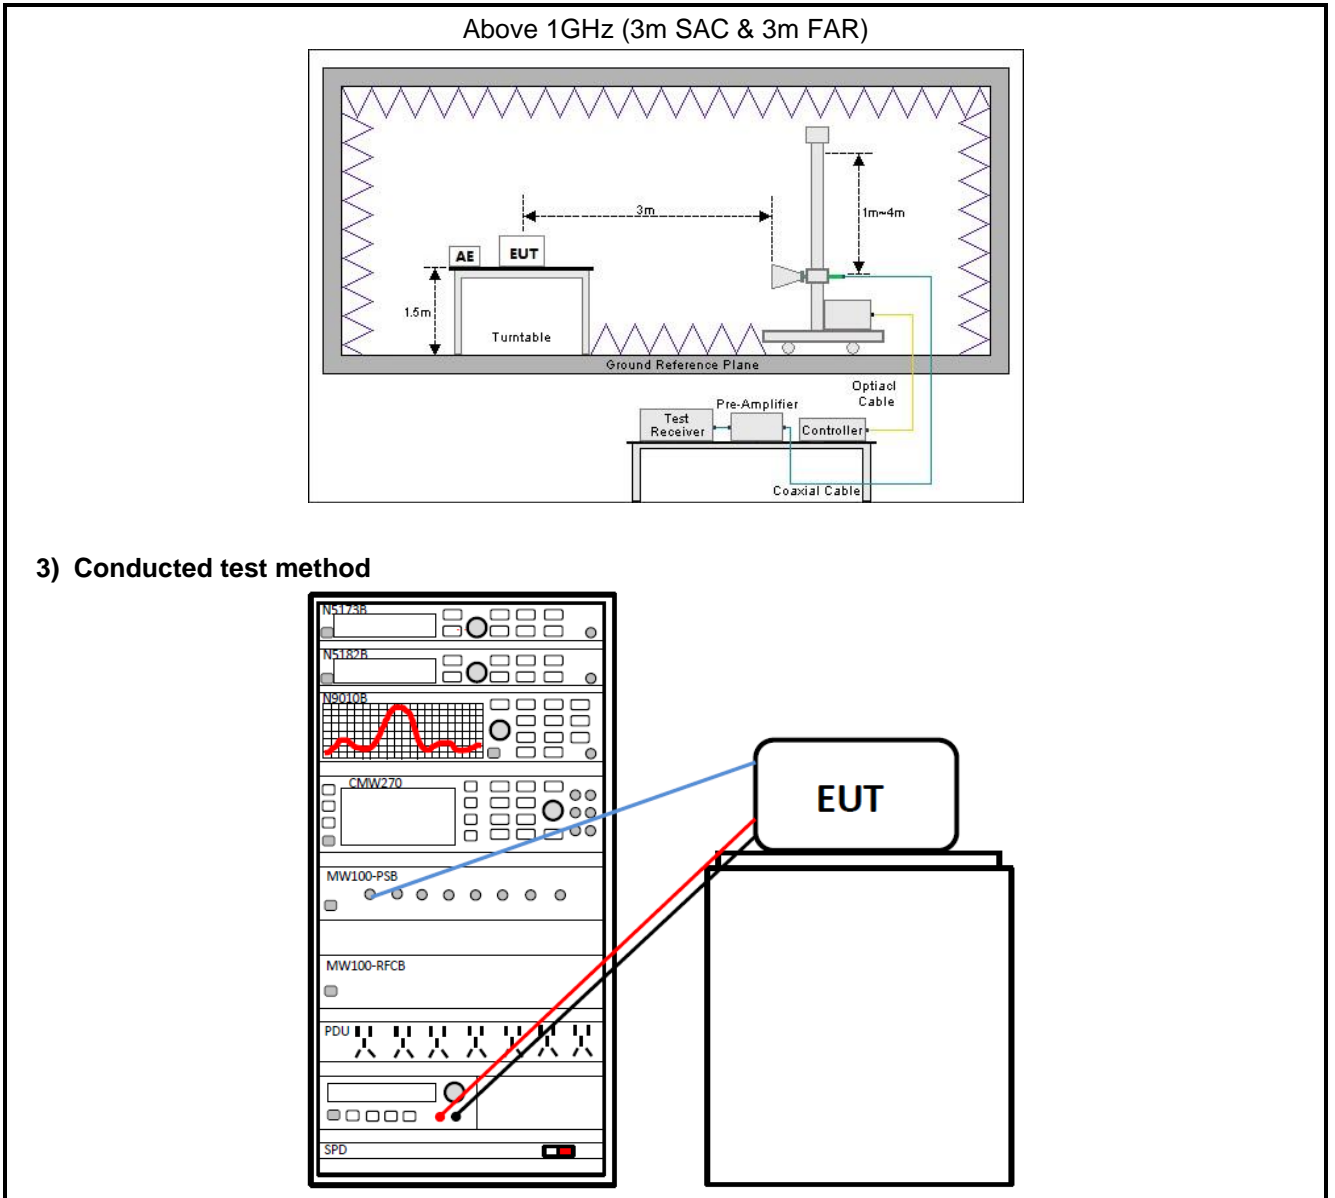 Above 1GHz (3m SAC & 3m FAR)
3m
1m~4m
AE
EUT
1.5m
Turntable
Ground Reference Plane
Optiacl
Cable
Pre-Amplifier
Test
Receiver
Controller
Coaxial Cable
3) Conducted test method
N5173B
N5182B
N9010B
CMW270
EUT
MW100-PSB
MW100-RFCB
PDU
SPD